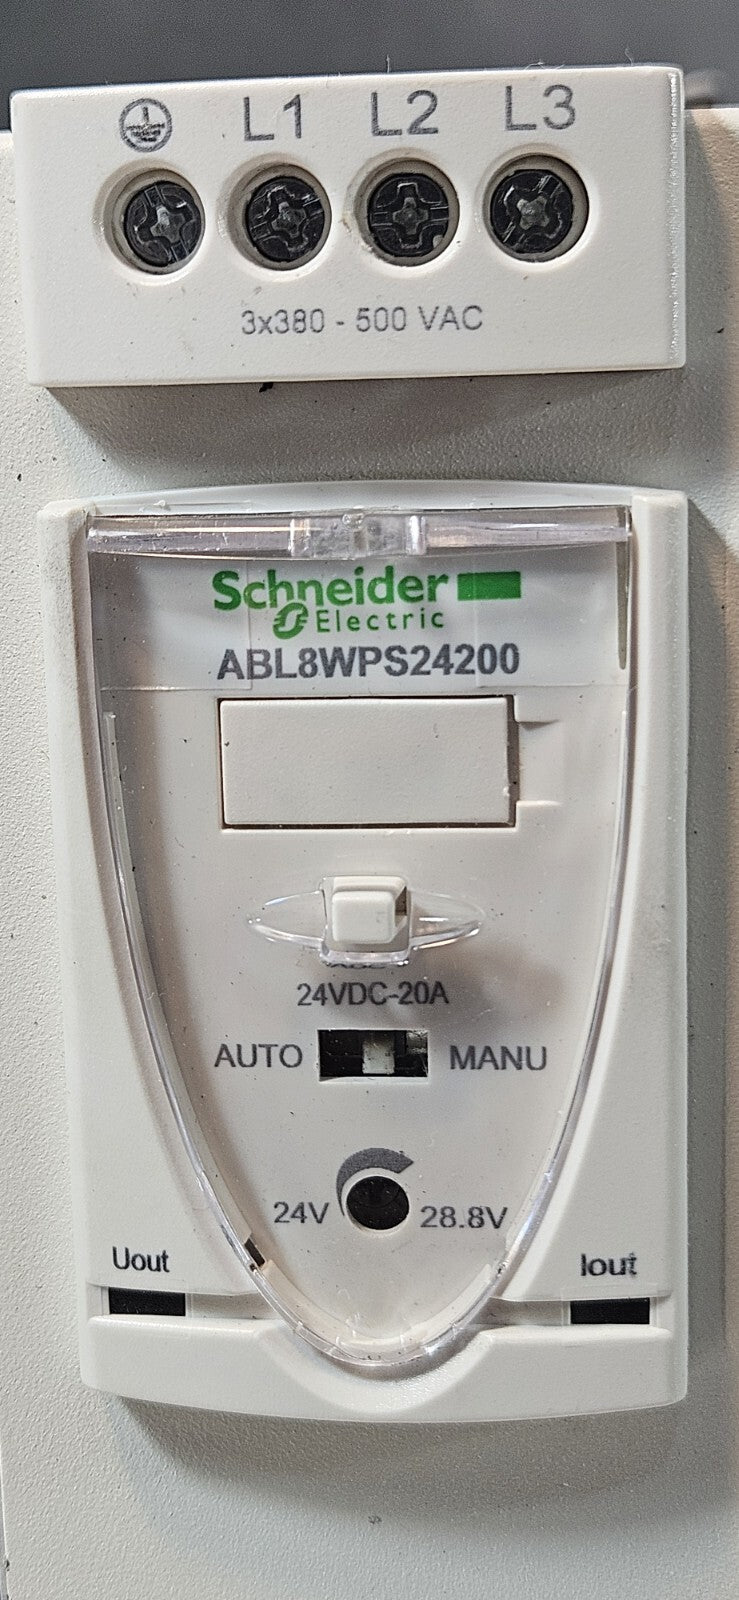 L1 L2 L3
3x380 - 500 VAC
Schneider
Electric
ABL8WPS24200
24VDC-20A
AUTO MANU
24V 28.8V
Uout Iout